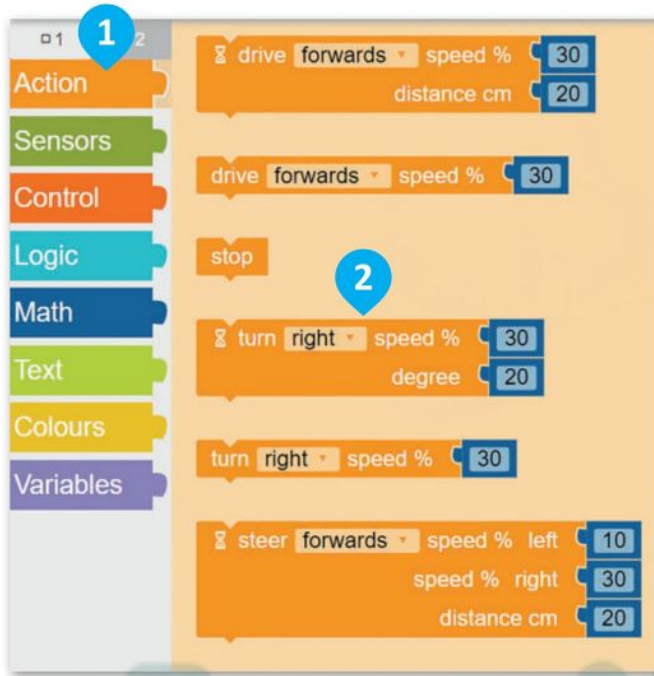 1 1 2
Action
Sensors
Control
Logic
Math
Text
Colours
Variables
drive forwards speed % 30
distance cm 20
drive forwards speed % 30
stop
2
turn right speed % 30
degree 20
turn right speed % 30
steer forwards speed % left 10
speed % right 30
distance cm 20